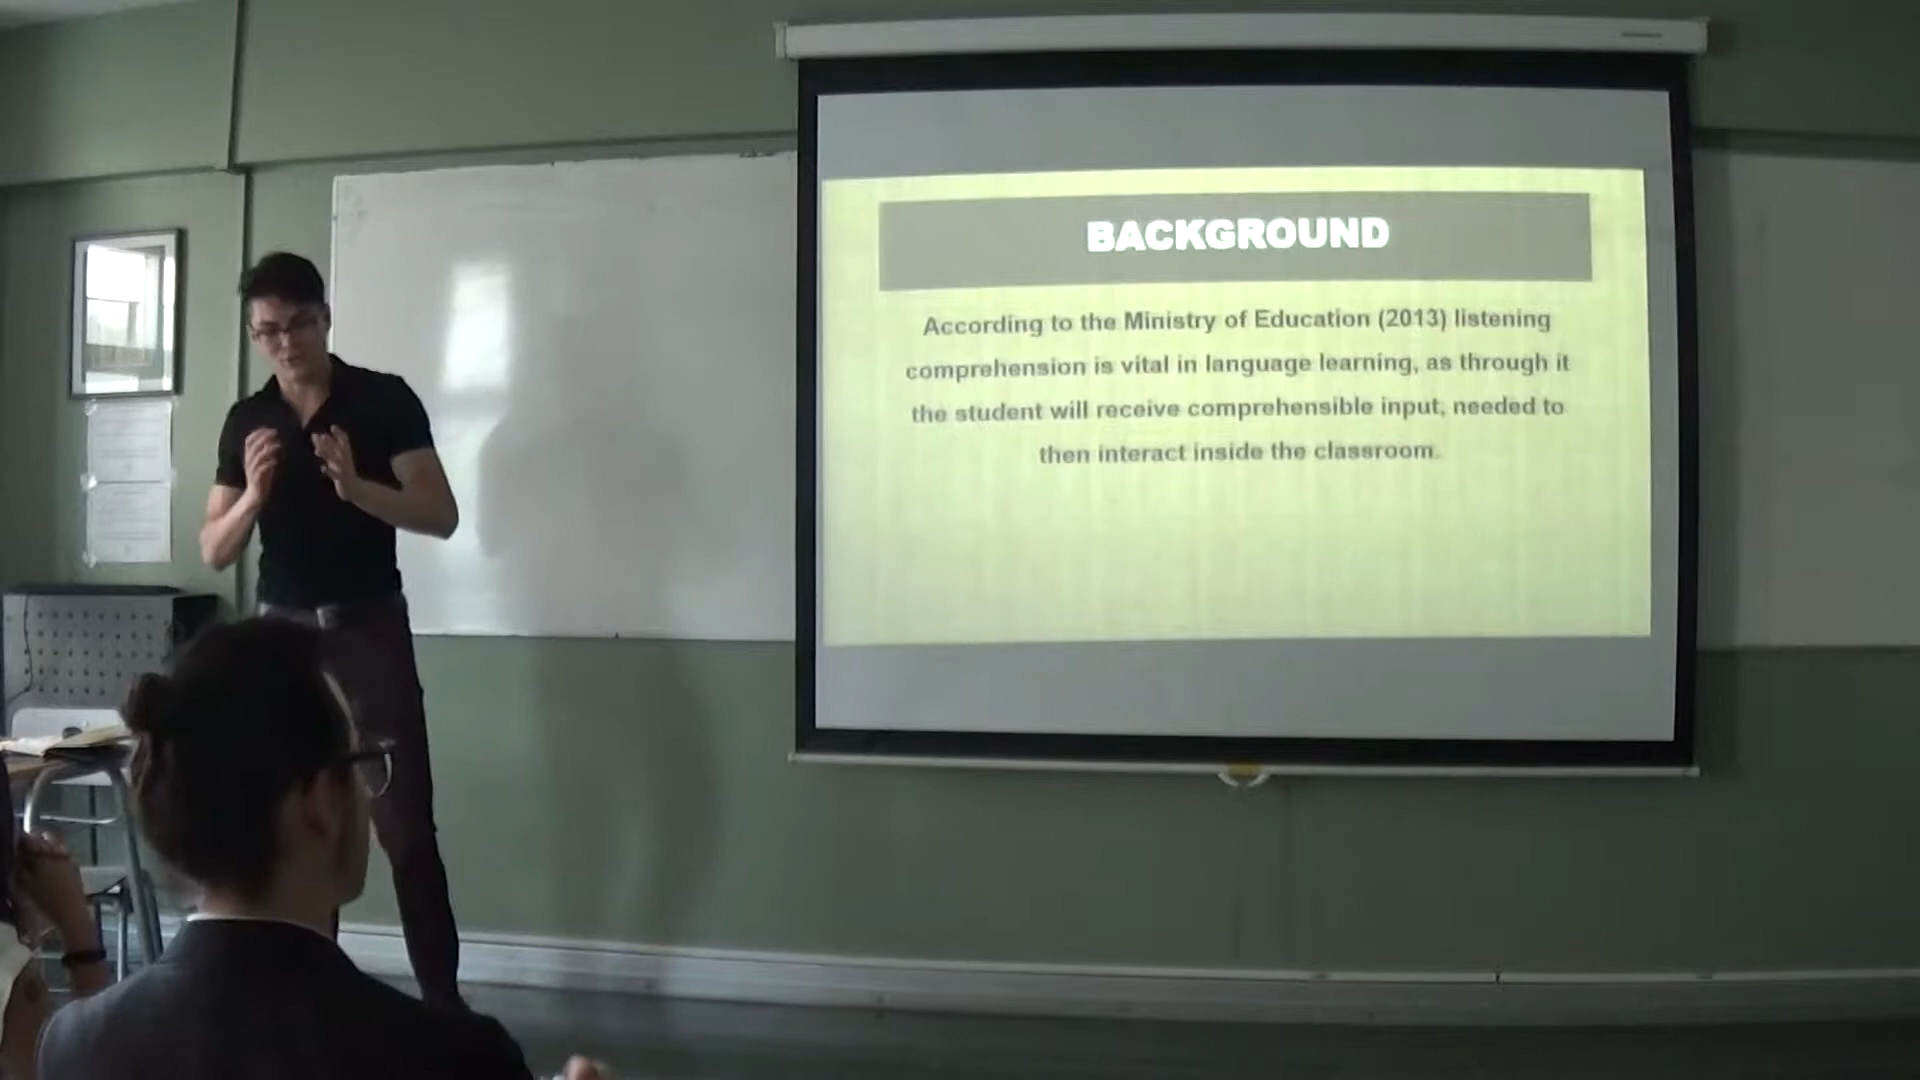 BACKGROUND
According to the Ministry of Education (2013) listening
comprehension is vital in language learning, as through it
the student will receive comprehensible input, needed to
then interact inside the classroom.